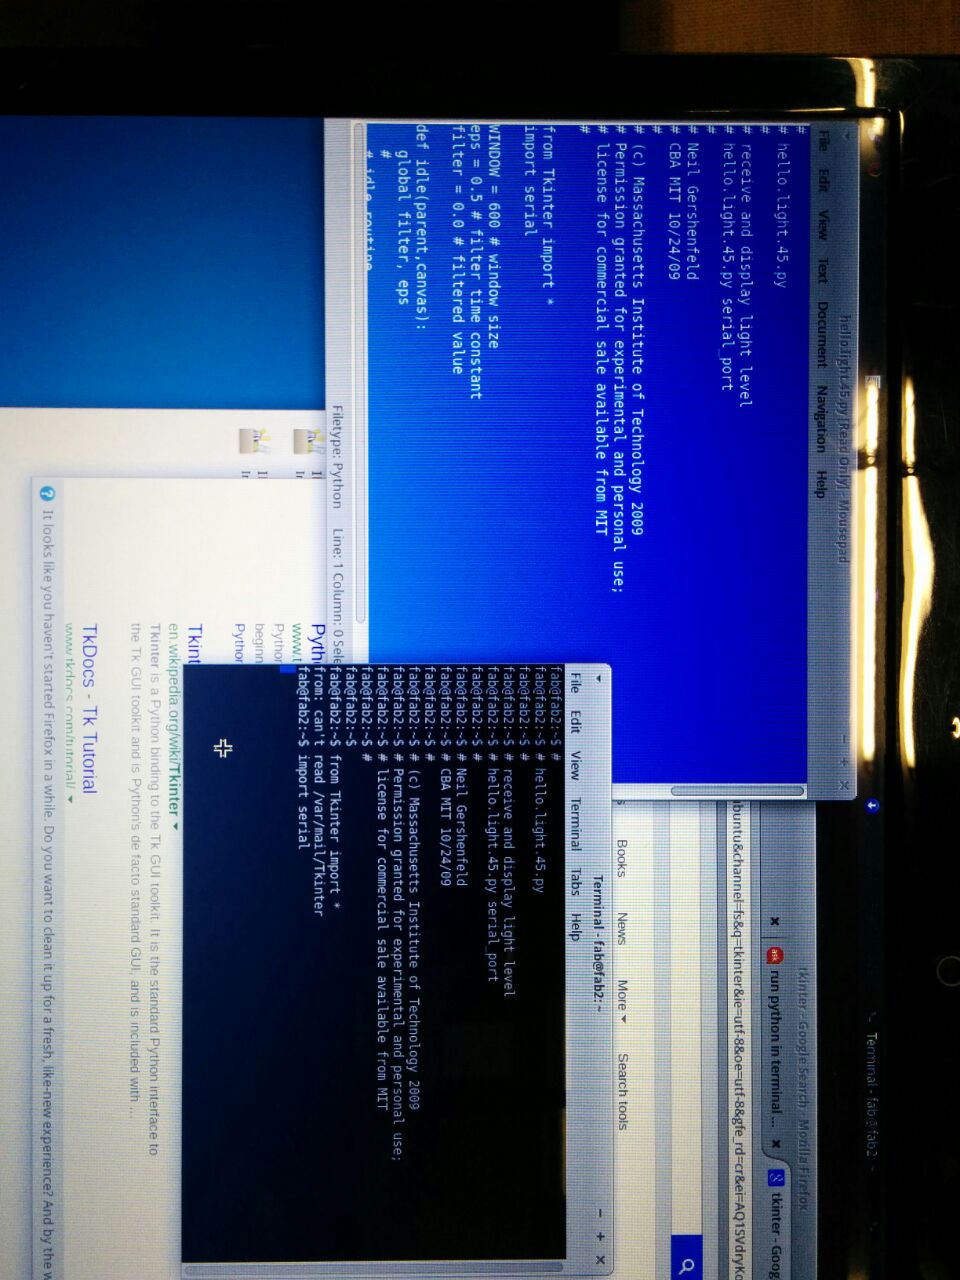 Terminal - fab@fab2: ~
hello.light.45.py [Read Only] - Mousepad
File Edit View Text Document Navigation Help
#
# hello.light.45.py
#
# receive and display light level
# hello.light.45.py serial_port
#
# Neil Gershenfeld
# CBA MIT 10/24/09
#
# (c) Massachusetts Institute of Technology 2009
# Permission granted for experimental and personal use;
# license for commercial sale available from MIT
#
from Tkinter import *
import serial
WINDOW = 600 # window size
eps = 0.5 # filter time constant
filter = 0.0 # filtered value
def idle(parent,canvas):
global filter, eps
#
# idle routine
Filetype: Python Line: 1 Column: 0 Sele
tkinter - Google Search - Mozilla Firefox
ask run python in terminal ...
8 tkinter - Goog
ubuntu&channel=fs&q=tkinter&ie=utf-8&oe=utf-8&gfe_rd=cr&ei=AQ1SVdryKc
s Books News More Search tools
Terminal - fab@fab2: ~
File Edit View Terminal Tabs Help
fab@fab2:~$ #
fab@fab2:~$ # hello.light.45.py
fab@fab2:~$ #
fab@fab2:~$ # receive and display light level
fab@fab2:~$ # hello.light.45.py serial_port
fab@fab2:~$ #
fab@fab2:~$ # Neil Gershenfeld
fab@fab2:~$ # CBA MIT 10/24/09
fab@fab2:~$ #
fab@fab2:~$ # (c) Massachusetts Institute of Technology 2009
fab@fab2:~$ # Permission granted for experimental and personal use;
fab@fab2:~$ # license for commercial sale available from MIT
fab@fab2:~$ #
fab@fab2:~$
fab@fab2:~$ from Tkinter import *
from: can't read /var/mail/Tkinter
fab@fab2:~$ import serial
Pyth
www.t
Python
beginn
Python
Tkint
en.wikipedia.org/wiki/Tkinter
Tkinter is a Python binding to the Tk GUI toolkit. It is the standard Python interface to
the Tk GUI toolkit and is Python's de facto standard GUI, and is included with ...
TkDocs - Tk Tutorial
www.tkdocs.com/tutorial/
It looks like you haven't started Firefox in a while. Do you want to clean it up for a fresh, like-new experience? And by the w